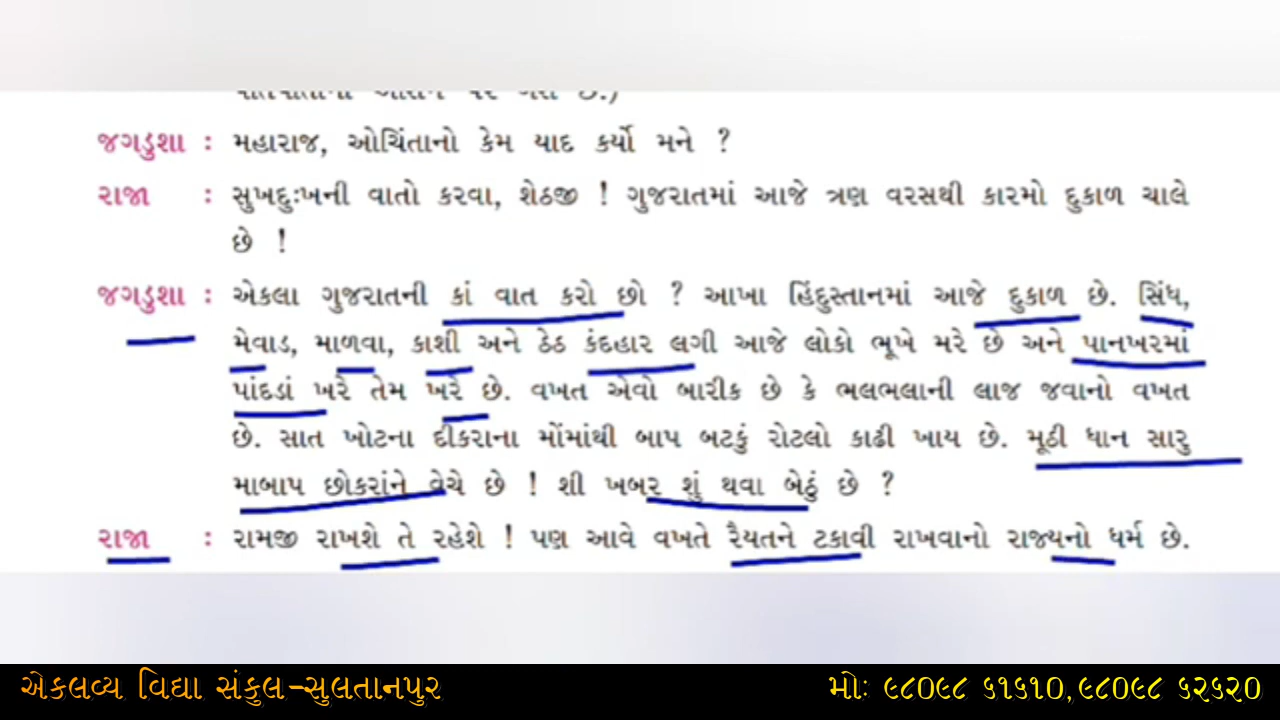 જગડુશા : મહારાજ, ઓચિંતાનો કેમ યાદ કર્યો મને ?
રાજા : સુખદુઃખની વાતો કરવા, શેઠજી ! ગુજરાતમાં આજે ત્રણ વરસથી કારમો દુકાળ ચાલે
છે !
જગડુશા : એકલા ગુજરાતની કાં વાત કરો છો ? આખા હિંદુસ્તાનમાં આજે દુકાળ છે. સિંધ,
મેવાડ, માળવા, કાશી અને ઠેઠ કંદહાર લગી આજે લોકો ભૂખે મરે છે અને પાનખરમાં
પાંદડાં ખરે તેમ ખરે છે. વખત એવો બારીક છે કે ભલભલાની લાજ જવાનો વખત
છે. સાત ખોટના દીકરાના મોંમાંથી બાપ બટકું રોટલો કાઢી ખાય છે. મૂઠી ધાન સારુ
માબાપ છોકરાંને વેચે છે ! શી ખબર શું થવા બેઠું છે ?
રાજા : રામજી રાખશે તે રહેશે ! પણ આવે વખતે રૈયતને ટકાવી રાખવાનો રાજ્યનો ધર્મ છે.
એકલવ્ય વિદ્યા સંકુલ-સુલતાનપુર
મોઃ ૯૮૦૯૮ ૬૧૬૧૦,૯૮૦૯૮ ૬૨૬૨૦